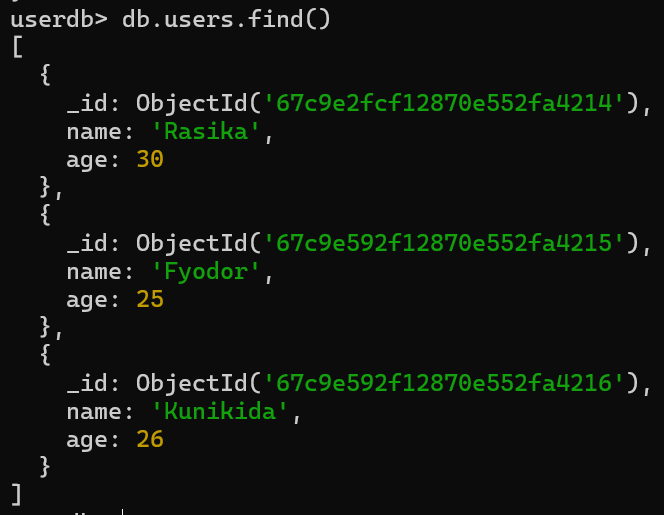 userdb> db.users.find()
[
  {
    _id: ObjectId('67c9e2fcf12870e552fa4214'),
    name: 'Rasika',
    age: 30
  },
  {
    _id: ObjectId('67c9e592f12870e552fa4215'),
    name: 'Fyodor',
    age: 25
  },
  {
    _id: ObjectId('67c9e592f12870e552fa4216'),
    name: 'Kunikida',
    age: 26
  }
]